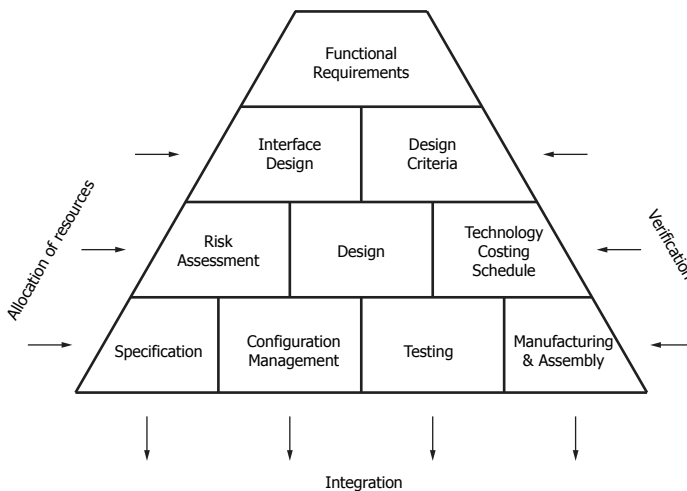 Functional
Requirements
Interface
Design
Design
Criteria
Allocation of resources
Verification
Risk
Assessment
Design
Technology
Costing
Schedule
Specification
Configuration
Management
Testing
Manufacturing
& Assembly
Integration